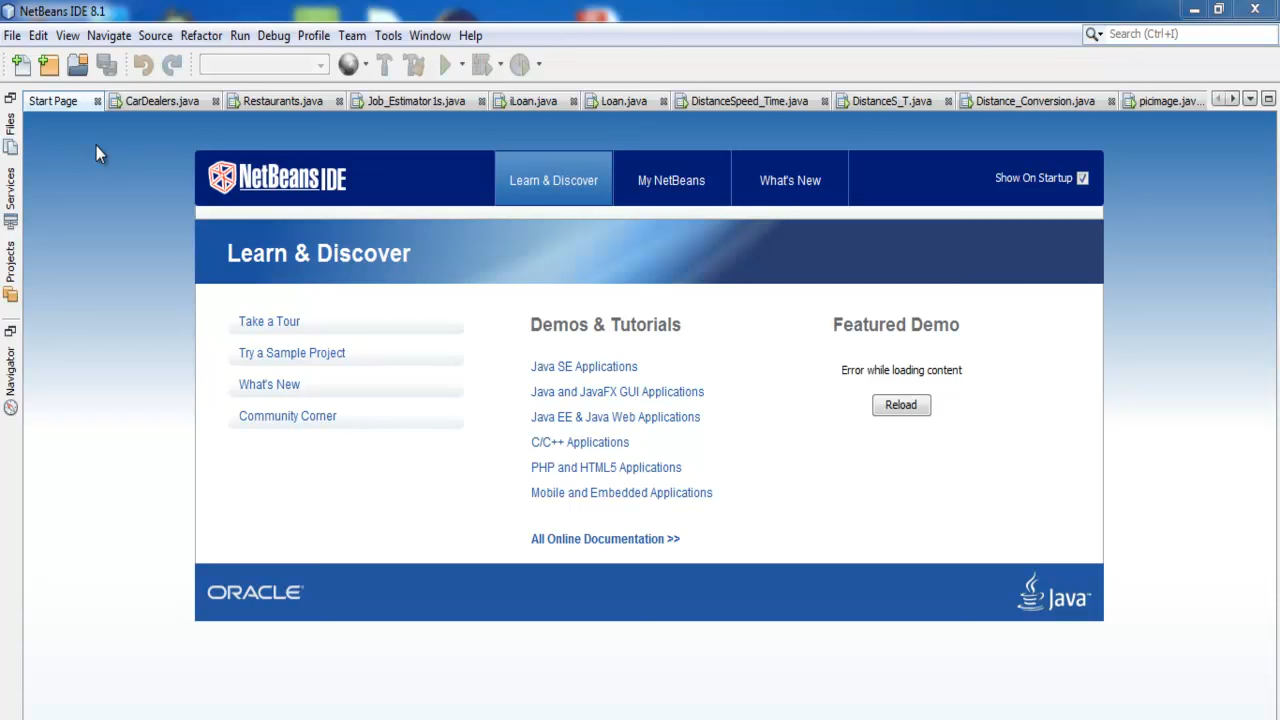 NetBeans IDE 8.1
File Edit View Navigate Source Refactor Run Debug Profile Team Tools Window Help
Search (Ctrl+I)
Start Page CarDealers.java Restaurants.java Job_Estimator1s.java iLoan.java Loan.java DistanceSpeed_Time.java DistanceS_T.java Distance_Conversion.java picimage.jav...
Files
Services
Projects
Navigator
NetBeans IDE
Learn & Discover
My NetBeans
What's New
Show On Startup
Learn & Discover
Take a Tour
Try a Sample Project
What's New
Community Corner
Demos & Tutorials
Java SE Applications
Java and JavaFX GUI Applications
Java EE & Java Web Applications
C/C++ Applications
PHP and HTML5 Applications
Mobile and Embedded Applications
All Online Documentation >>
Featured Demo
Error while loading content
Reload
ORACLE
Java